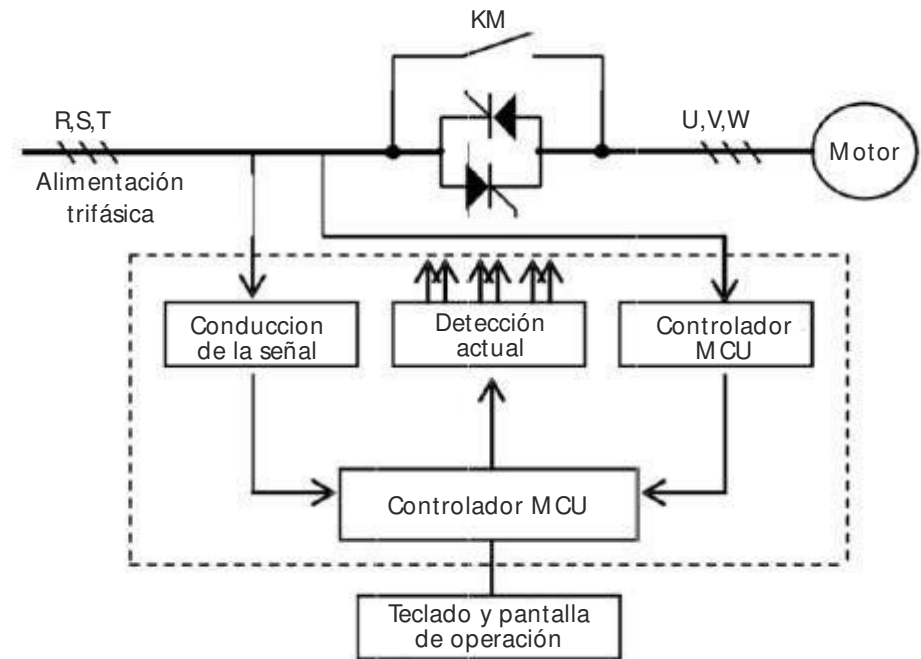 KM
R,S,T
U,V,W
Motor
Alimentación
trifásica
Conduccion
de la señal
Detección
actual
Controlador
MCU
Controlador MCU
Teclado y pantalla
de operación